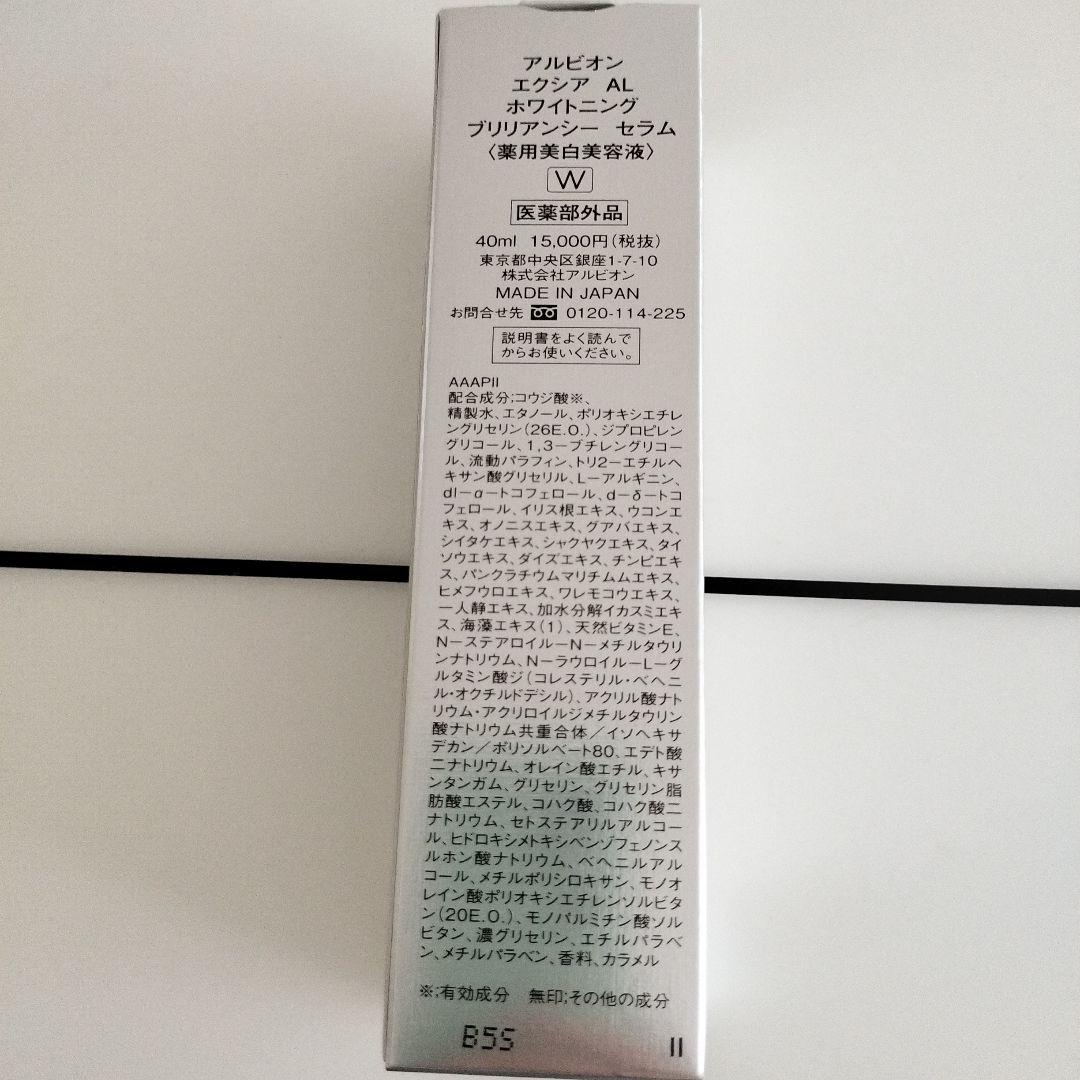 アルビオン
エクシア AL
ホワイトニング
ブリリアンシー セラム
〈薬用美白美容液〉
W
医薬部外品
40ml 15,000円(税抜)
東京都中央区銀座1-7-10
株式会社アルビオン
MADE IN JAPAN
お問合せ先 0120-114-225
説明書をよく読んで
からお使いください。
AAAPII
配合成分;コウジ酸※、
精製水、エタノール、ポリオキシエチレ
ングリセリン(26E.O.)、ジプロピレン
グリコール、1,3-ブチレングリコー
ル、流動パラフィン、トリ2-エチルヘ
キサン酸グリセリル、L-アルギニン、
dl-α-トコフェロール、d-δ-トコ
フェロール、イリス根エキス、ウコンエ
キス、オノニスエキス、グアバエキス、
シイタケエキス、シャクヤクエキス、タイ
ソウエキス、ダイズエキス、チンピエキ
ス、パンクラチウムマリチムムエキス、
ヒメフウロエキス、ワレモコウエキス、
一人静エキス、加水分解イカスミエキ
ス、海藻エキス(1)、天然ビタミンE、
N-ステアロイル-N-メチルタウリ
ンナトリウム、N-ラウロイル-L-グ
ルタミン酸ジ(コレステリル・ベヘニ
ル・オクチルドデシル)、アクリル酸ナト
リウム・アクリロイルジメチルタウリン
酸ナトリウム共重合体/イソヘキサ
デカン/ポリソルベート80、エデト酸
二ナトリウム、オレイン酸エチル、キサ
ンタンガム、グリセリン、グリセリン脂
肪酸エステル、コハク酸、コハク酸二
ナトリウム、セトステアリルアルコー
ル、ヒドロキシメトキシベンゾフェノンス
ルホン酸ナトリウム、ベヘニルアル
コール、メチルポリシロキサン、モノオ
レイン酸ポリオキシエチレンソルビタ
ン(20E.O.)、モノパルミチン酸ソル
ビタン、濃グリセリン、エチルパラベ
ン、メチルパラベン、香料、カラメル
※;有効成分 無印;その他の成分
B5S
II